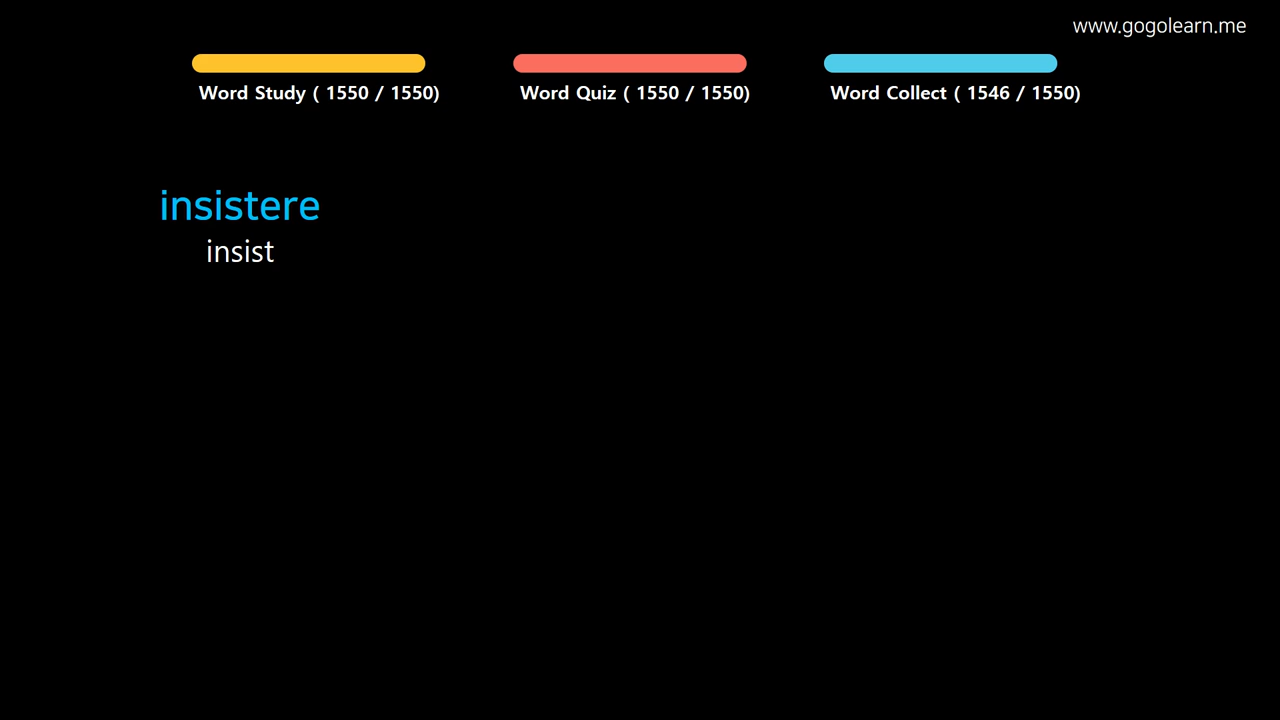 www.gogolearn.me
Word Study ( 1550 / 1550)
Word Quiz ( 1550 / 1550)
Word Collect ( 1546 / 1550)
insistere
insist